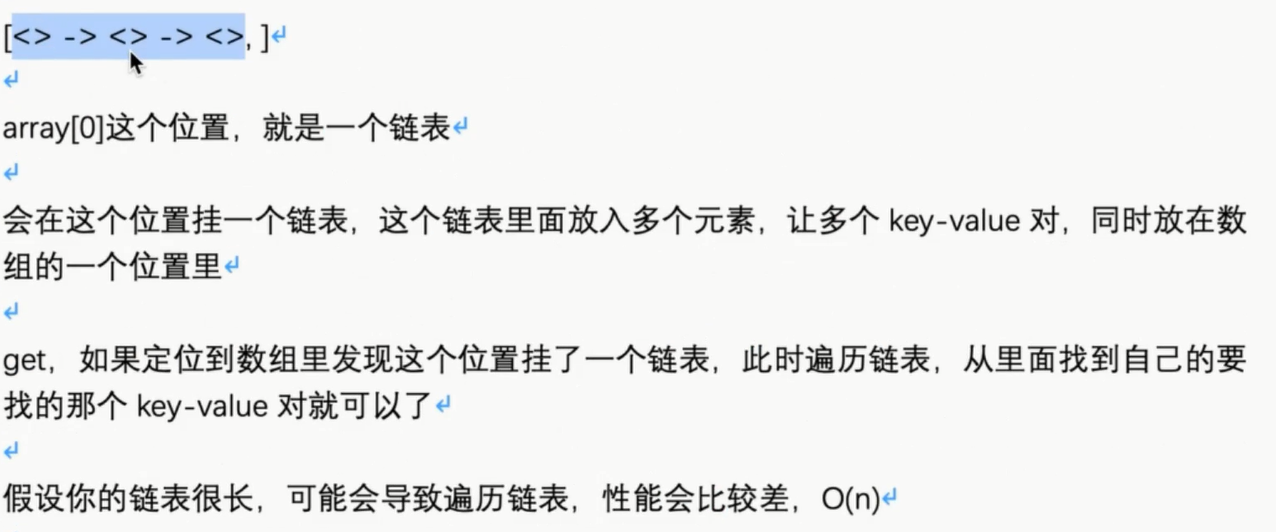 [<> -> <> -> <>, ]
array[0]这个位置，就是一个链表
会在这个位置挂一个链表，这个链表里面放入多个元素，让多个 key-value 对，同时放在数
组的一个位置里
get，如果定位到数组里发现这个位置挂了一个链表，此时遍历链表，从里面找到自己的要
找的那个 key-value 对就可以了
假设你的链表很长，可能会导致遍历链表，性能会比较差，O(n)